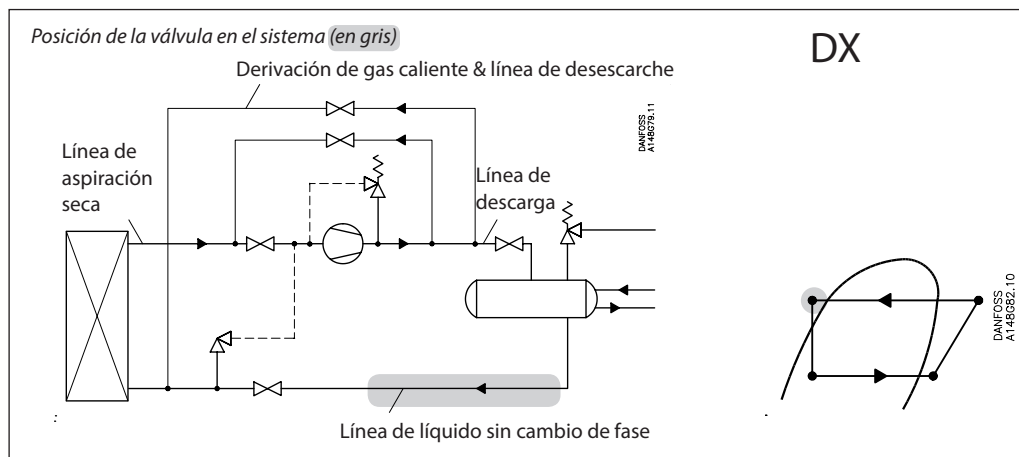 Posición de la válvula en el sistema (en gris)
DX
Derivación de gas caliente & línea de desescarche
DANFOSS
A148G79.11
Línea de
aspiración
seca
Línea de
descarga
DANFOSS
A148G82.10
Línea de líquido sin cambio de fase